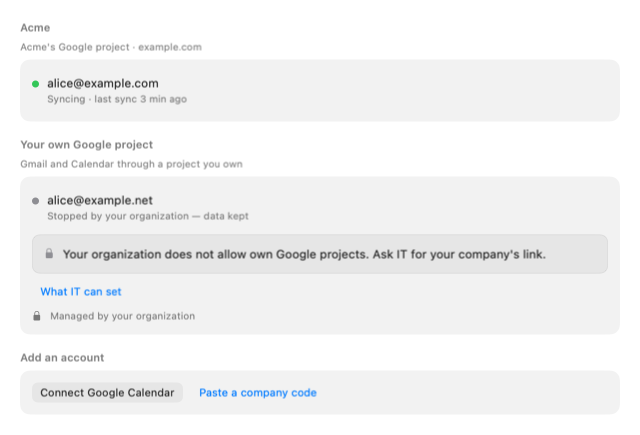 Acme
Acme's Google project · example.com
alice@example.com
Syncing · last sync 3 min ago
Your own Google project
Gmail and Calendar through a project you own
alice@example.net
Stopped by your organization — data kept
Your organization does not allow own Google projects. Ask IT for your company's link.
What IT can set
Managed by your organization
Add an account
Connect Google Calendar
Paste a company code